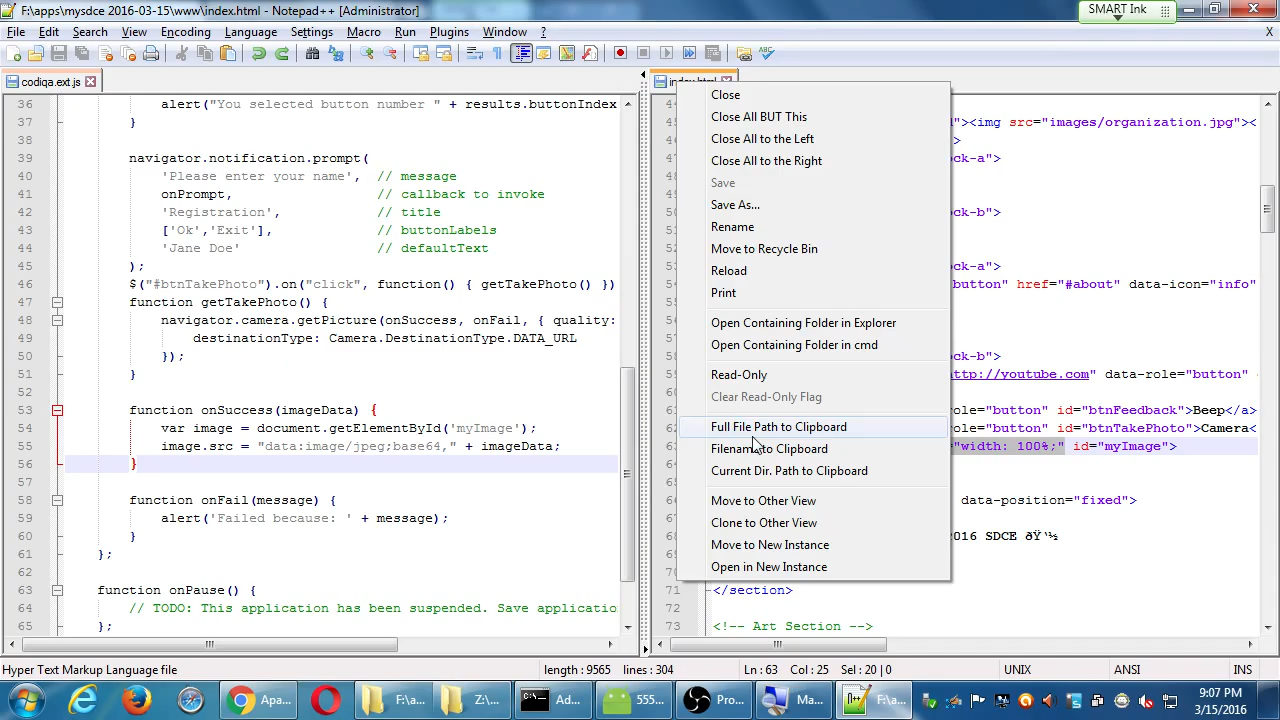 F:\apps\mysdce 2016-03-15\www\index.html - Notepad++ [Administrator]
SMART Ink
File Edit Search View Encoding Language Settings Macro Run Plugins Window ? X
codiqa.ext.js
index.html
36 alert("You selected button number " + results.buttonIndex
37 }
38
39 navigator.notification.prompt(
40 'Please enter your name', // message
41 onPrompt, // callback to invoke
42 'Registration', // title
43 ['Ok','Exit'], // buttonLabels
44 'Jane Doe' // defaultText
45 );
46 $("#btnTakePhoto").on("click", function() { getTakePhoto() })
47 function getTakePhoto() {
48 navigator.camera.getPicture(onSuccess, onFail, { quality:
49 destinationType: Camera.DestinationType.DATA_URL
50 });
51 }
52
53 function onSuccess(imageData) {
54 var image = document.getElementById('myImage');
55 image.src = "data:image/jpeg;base64," + imageData;
56 }
57
58 function onFail(message) {
59 alert('Failed because: ' + message);
60 }
61 };
62
63 function onPause() {
64 // TODO: This application has been suspended. Save applicatio
65 };
Close
Close All BUT This
Close All to the Left
Close All to the Right
Save
Save As...
Rename
Move to Recycle Bin
Reload
Print
Open Containing Folder in Explorer
Open Containing Folder in cmd
Read-Only
Clear Read-Only Flag
Full File Path to Clipboard
Filename to Clipboard
Current Dir. Path to Clipboard
Move to Other View
Clone to Other View
Move to New Instance
Open in New Instance
d"><img src="images/organization.jpg"><
ck-a">
ck-b">
ck-a">
button" href="#about" data-icon="info"
ck-b">
ttp://youtube.com" data-role="button"
ole="button" id="btnFeedback">Beep</a>
ole="button" id="btnTakePhoto">Camera<
="width: 100%;" id="myImage">
data-position="fixed">
2016 SDCE ðŸ'½
71 </section>
72
73 <!-- Art Section -->
Hyper Text Markup Language file length : 9565 lines : 304 Ln : 63 Col : 25 Sel : 20 | 0 UNIX ANSI INS
Apa... F:\a... Z:\... Ad... 555... Pro... Ma... F:\a...
9:07 PM
3/15/2016